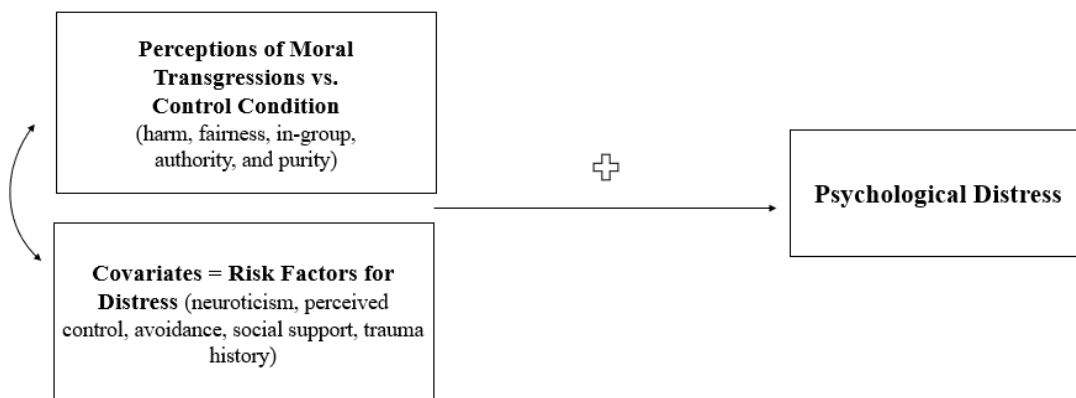 Perceptions of Moral
Transgressions vs.
Control Condition
(harm, fairness, in-group,
authority, and purity)
Psychological Distress
Covariates = Risk Factors for
Distress (neuroticism, perceived
control, avoidance, social support, trauma
history)